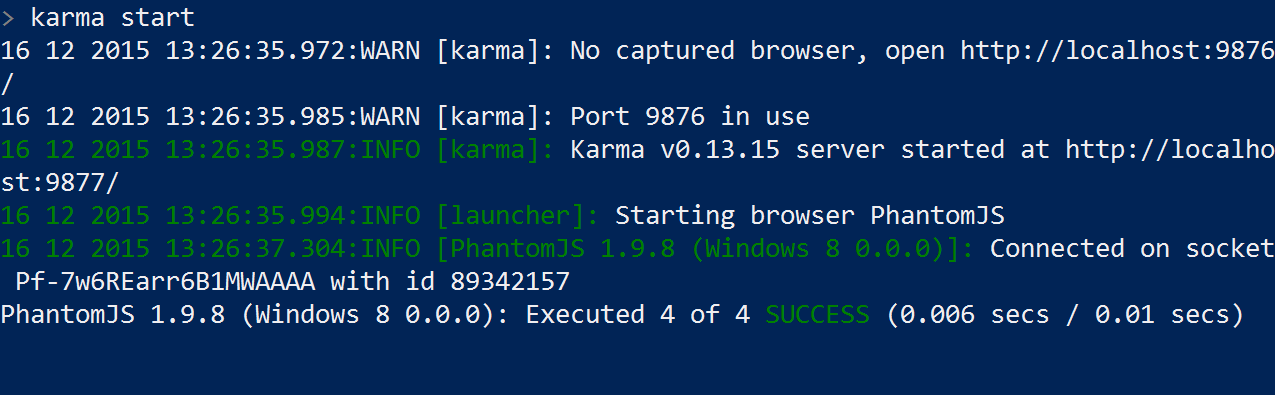 > karma start
16 12 2015 13:26:35.972:WARN [karma]: No captured browser, open http://localhost:9876
/
16 12 2015 13:26:35.985:WARN [karma]: Port 9876 in use
16 12 2015 13:26:35.987:INFO [karma]: Karma v0.13.15 server started at http://localho
st:9877/
16 12 2015 13:26:35.994:INFO [launcher]: Starting browser PhantomJS
16 12 2015 13:26:37.304:INFO [PhantomJS 1.9.8 (Windows 8 0.0.0)]: Connected on socket
 Pf-7w6REarr6B1MWAAAA with id 89342157
PhantomJS 1.9.8 (Windows 8 0.0.0): Executed 4 of 4 SUCCESS (0.006 secs / 0.01 secs)